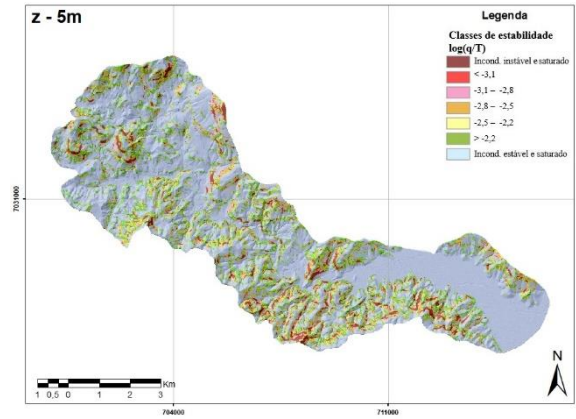 z - 5m
Legenda
Classes de estabilidade
log(q/T)
Incond. instável e saturado
< -3,1
-3,1 – -2,8
-2,8 – -2,5
-2,5 – -2,2
> -2,2
Incond. estável e saturado
7031000
N
Km
1 0,5 0 1 2 3
704000
711000